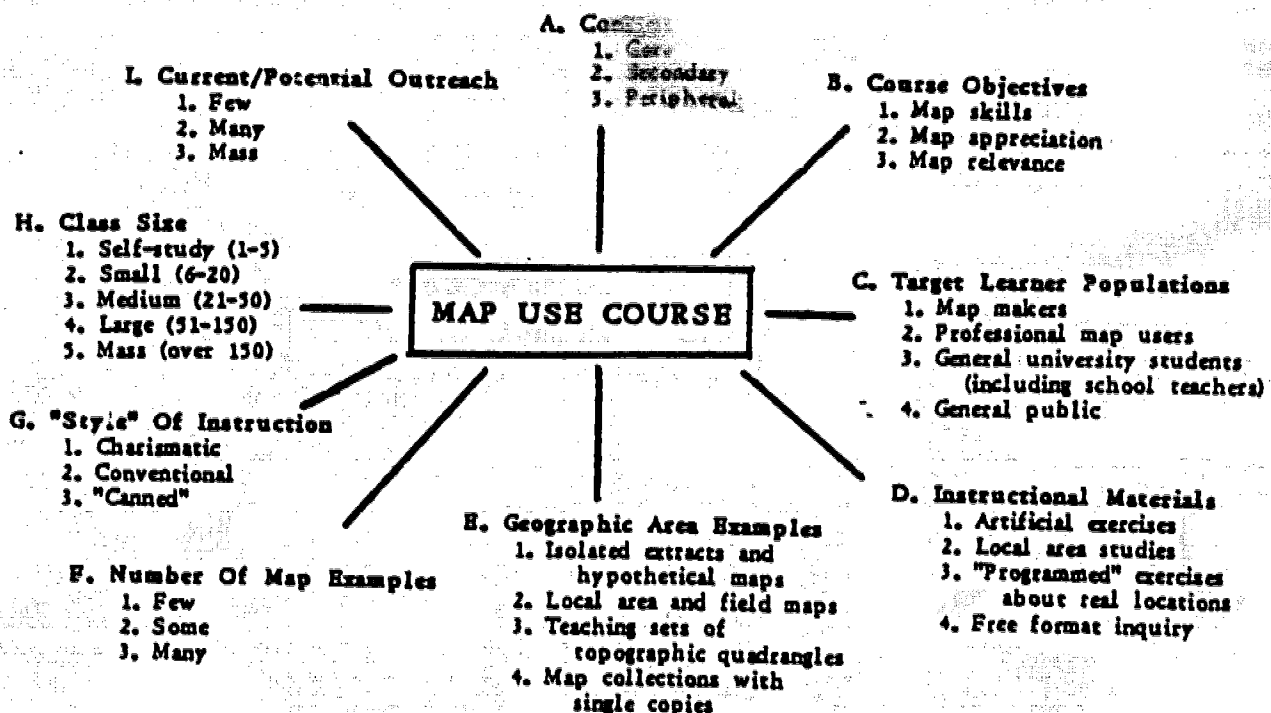 A.
1. Core
2. Secondary
3. Peripheral
B. Course Objectives
1. Map skills
2. Map appreciation
3. Map relevance
C. Target Learner Populations
1. Map makers
2. Professional map users
3. General university students
(including school teachers)
4. General public
D. Instructional Materials
1. Artificial exercises
2. Local area studies
3. "Programmed" exercises
about real locations
4. Free format inquiry
E. Geographic Area Examples
1. Isolated extracts and
hypothetical maps
2. Local area and field maps
3. Teaching sets of
topographic quadrangles
4. Map collections with
single copies
F. Number Of Map Examples
1. Few
2. Some
3. Many
G. "Style" Of Instruction
1. Charismatic
2. Conventional
3. "Canned"
H. Class Size
1. Self-study (1-5)
2. Small (6-20)
3. Medium (21-50)
4. Large (51-150)
5. Mass (over 150)
I. Current/Potential Outreach
1. Few
2. Many
3. Mass
MAP USE COURSE